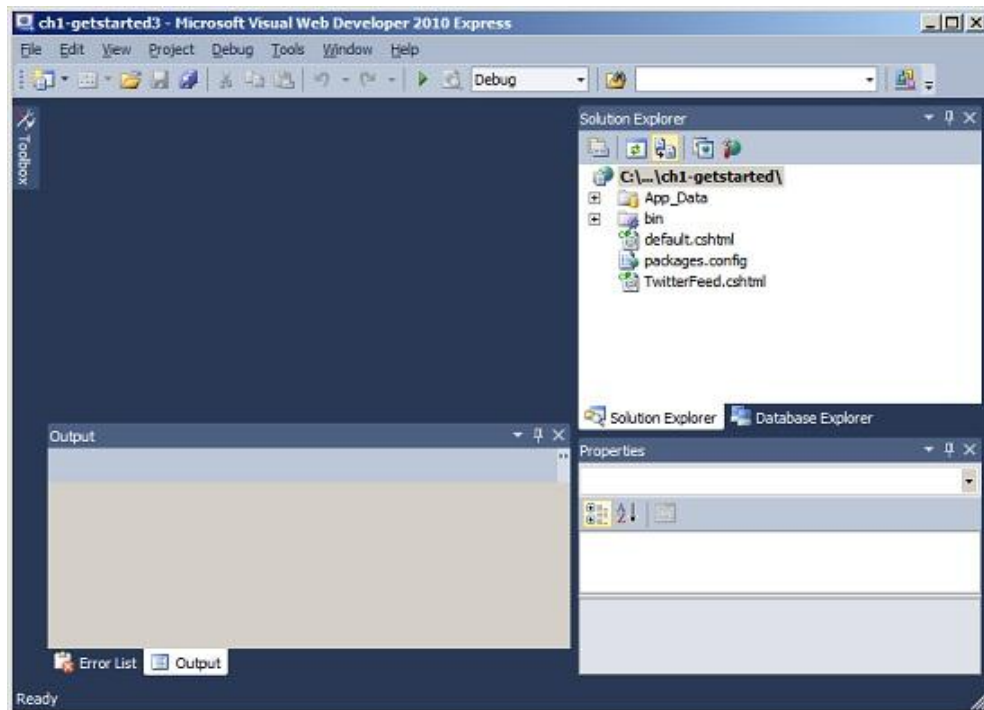 ch1-getstarted3 - Microsoft Visual Web Developer 2010 Express
File Edit View Project Debug Tools Window Help
Debug
Toolbox
Solution Explorer
C:\...\ch1-getstarted\
App_Data
bin
default.cshtml
packages.config
TwitterFeed.cshtml
Solution Explorer Database Explorer
Output
Properties
Error List Output
Ready